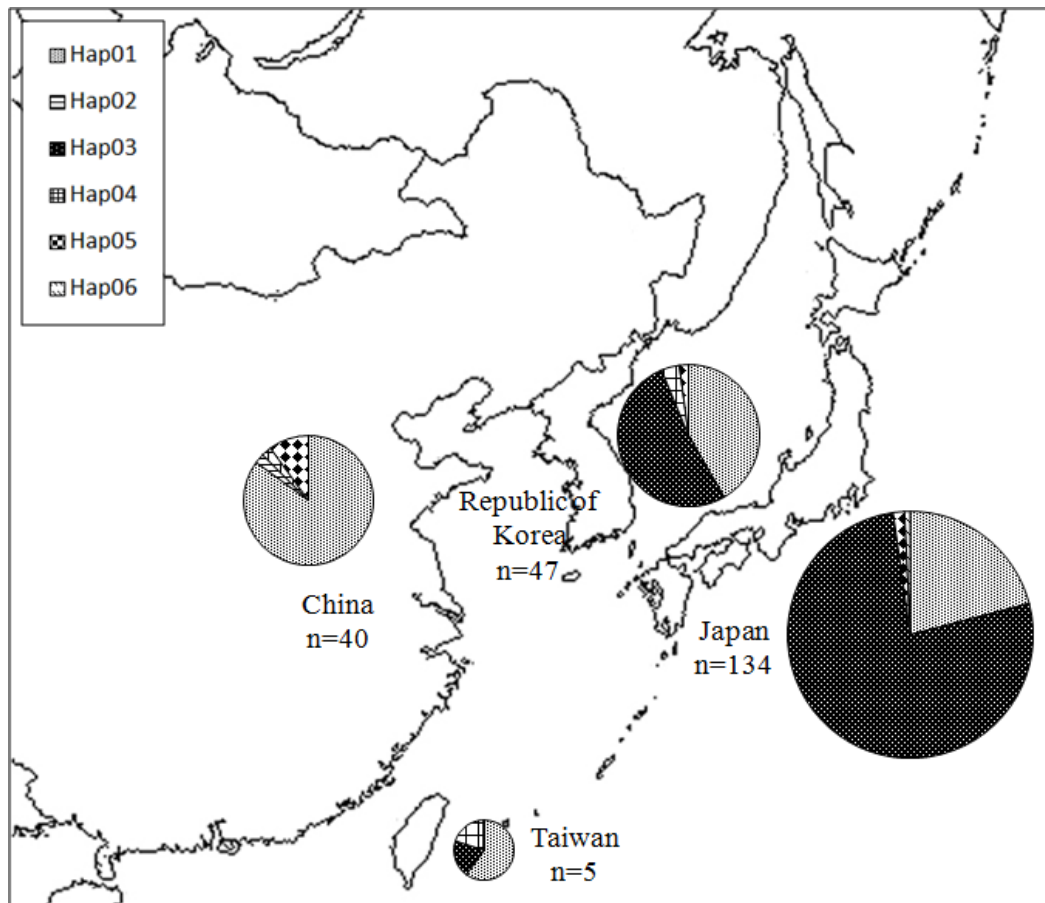 Hap01
Hap02
Hap03
Hap04
Hap05
Hap06
Republic of
Korea
n=47
China
n=40
Japan
n=134
Taiwan
n=5